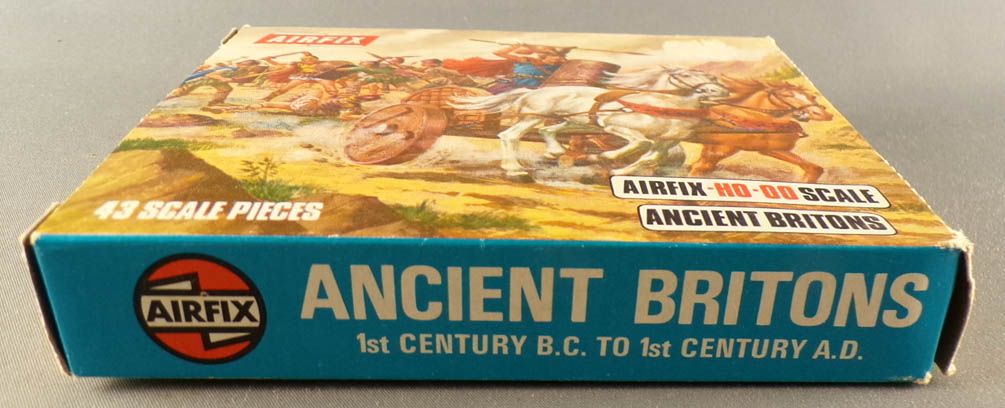 AIRFIX
43 SCALE PIECES
AIRFIX-HO-OO SCALE
ANCIENT BRITONS
AIRFIX
ANCIENT BRITONS
1st CENTURY B.C. TO 1st CENTURY A.D.